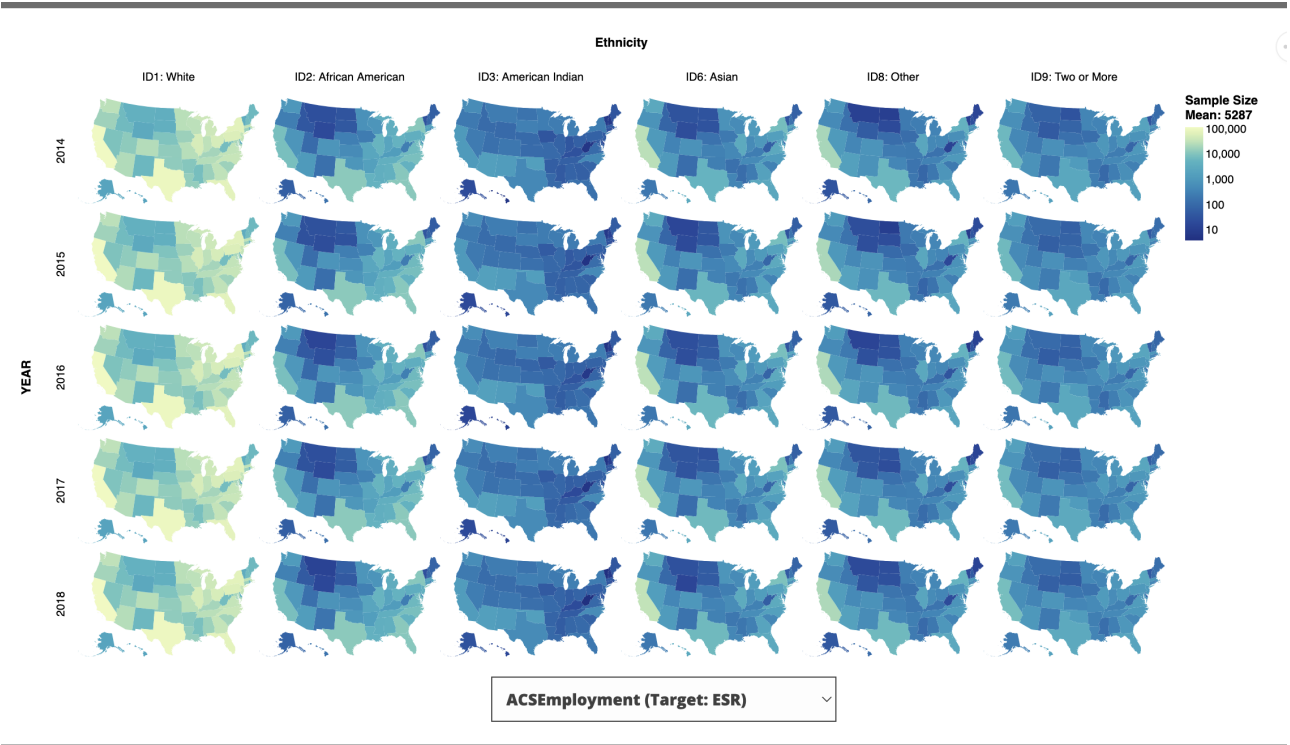 Ethnicity
ID1: White
ID2: African American
ID3: American Indian
ID6: Asian
ID8: Other
ID9: Two or More
Sample Size
Mean: 5287
100,000
10,000
1,000
100
10
YEAR
2014
2015
2016
2017
2018
ACSEmployment (Target: ESR)